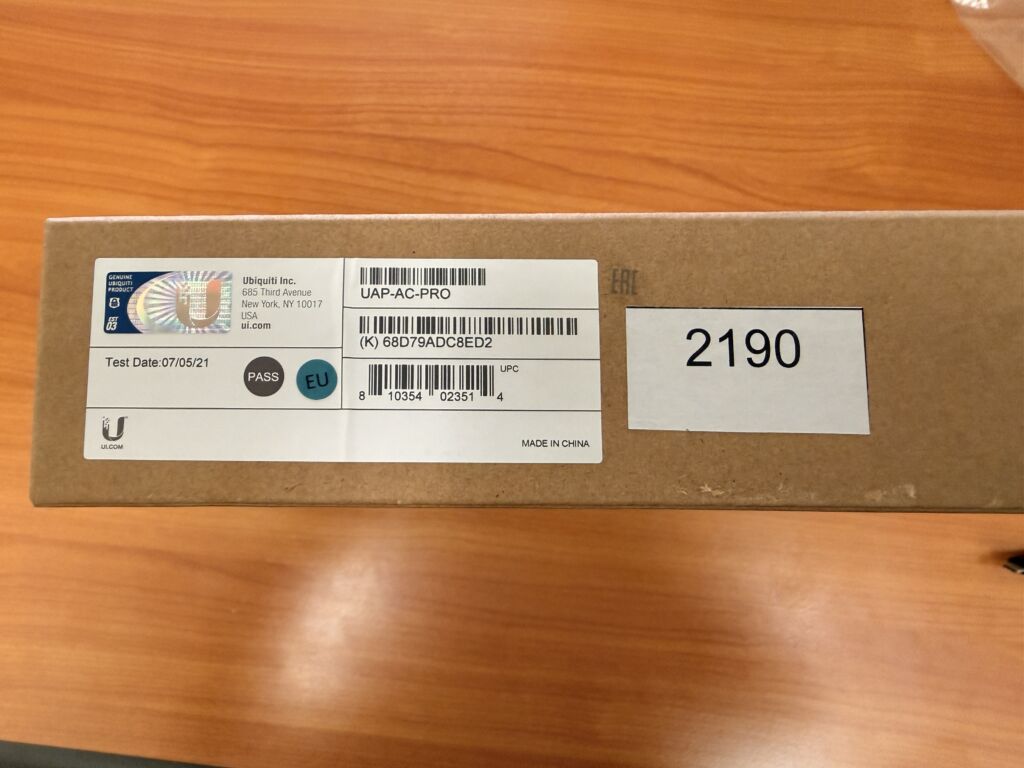 GENUINE
UBIQUITI
PRODUCT
EST
03
Ubiquiti Inc.
685 Third Avenue
New York, NY 10017
USA
ui.com
Test Date:07/05/21
PASS
EU
UI.COM
UAP-AC-PRO
(K) 68D79ADC8ED2
UPC
8 10354 02351 4
MADE IN CHINA
EAC
2190